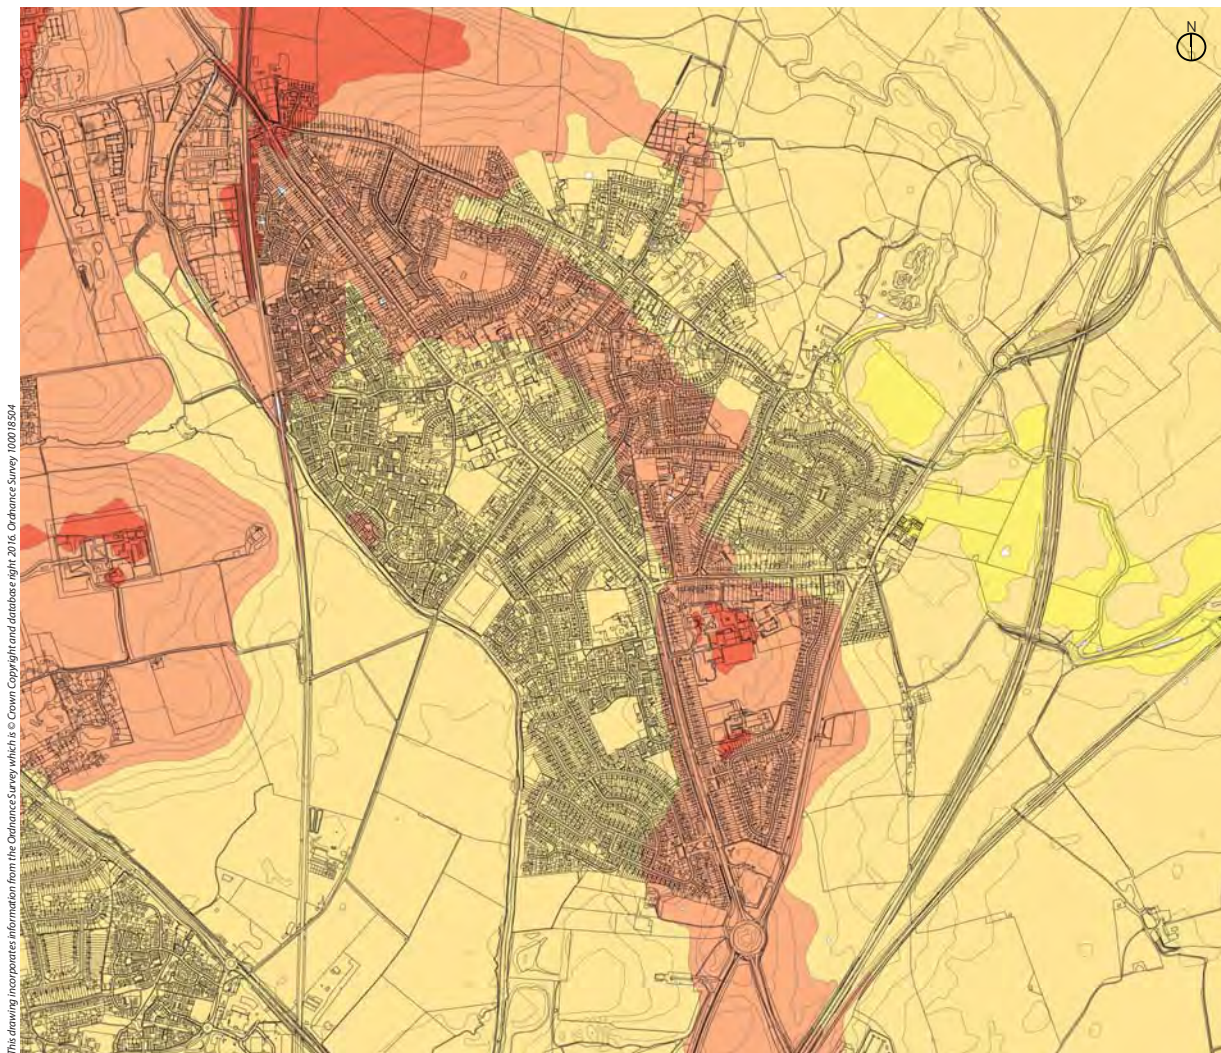 N
This drawing incorporates information from the Ordnance Survey which is © Crown Copyright and database right 2016. Ordnance Survey 100018504